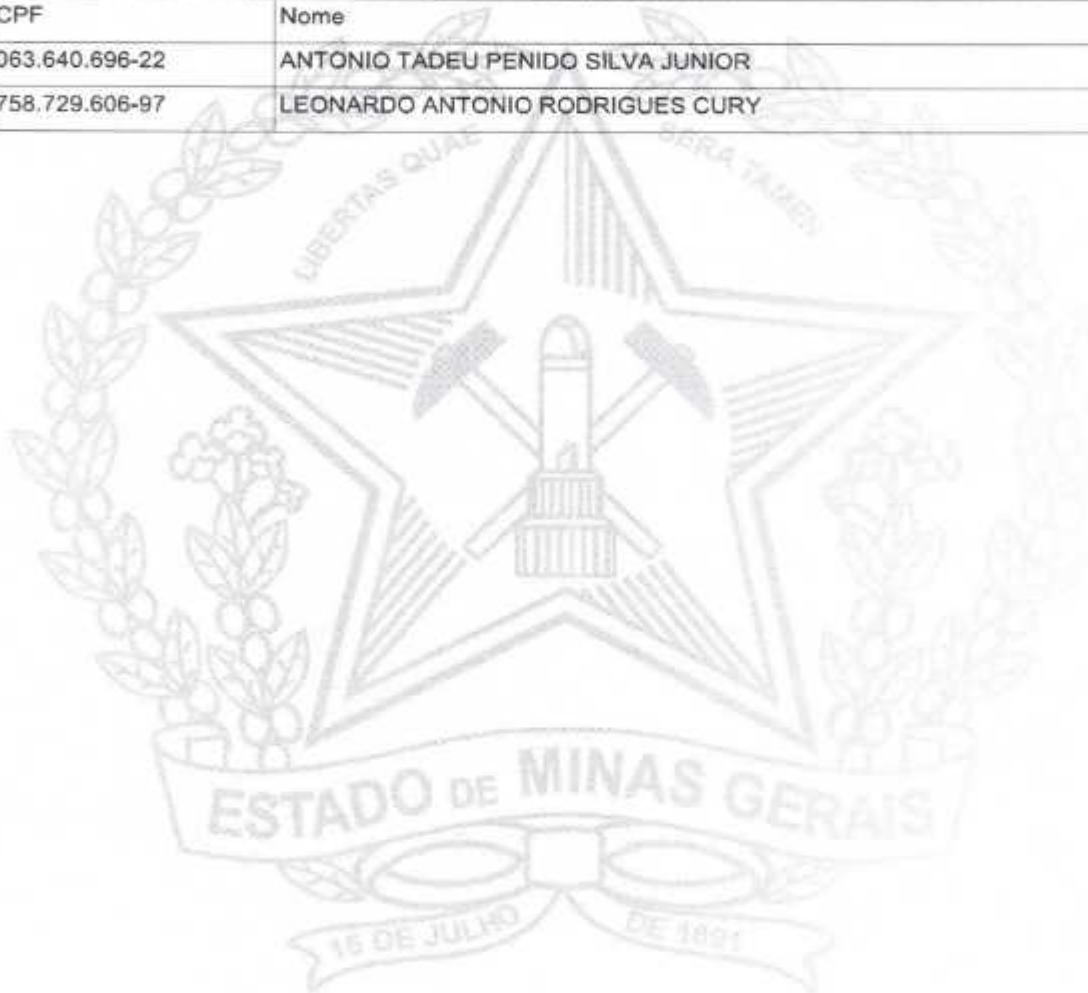 CPF Nome
063.640.696-22 ANTONIO TADEU PENIDO SILVA JUNIOR
758.729.606-97 LEONARDO ANTONIO RODRIGUES CURY
LIBERTAS QUAE SERA TAMEN
ESTADO DE MINAS GERAIS
15 DE JULHO DE 1891